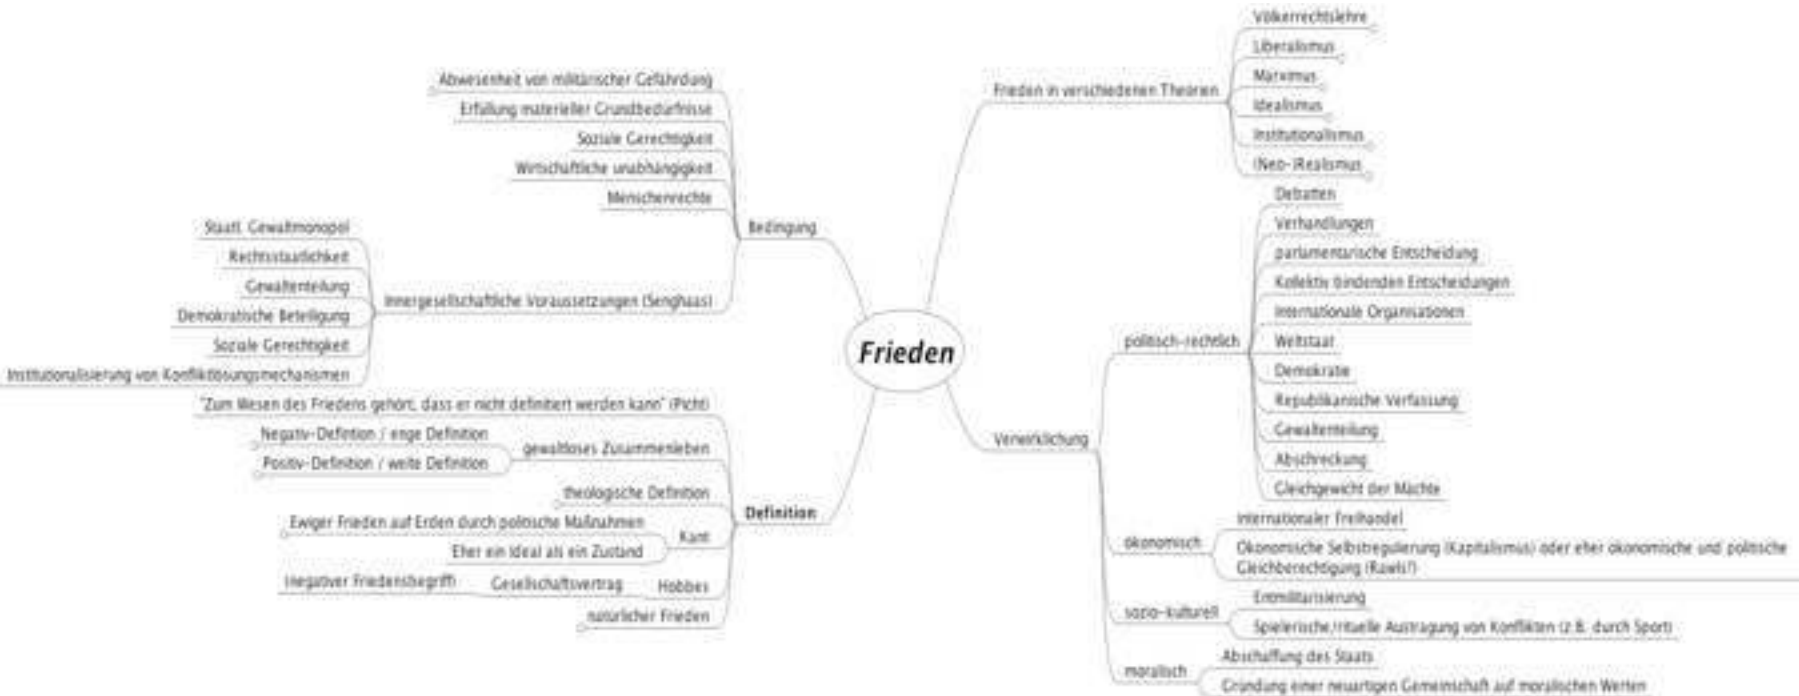 Frieden
Bedingung
Abwesenheit von militärischer Gefährdung
Erfüllung materieller Grundbedürfnisse
Soziale Gerechtigkeit
Wirtschaftliche unabhängigkeit
Menschenrechte
Innergesellschaftliche Voraussetzungen (Senghaas)
Staatl. Gewaltmonopol
Rechtsstaatlichkeit
Gewaltenteilung
Demokratische Beteiligung
Soziale Gerechtigkeit
Institutionalisierung von Konfliktlösungsmechanismen
Definition
"Zum Wesen des Friedens gehört, dass er nicht definiert werden kann" (Picht)
gewaltloses Zusammenleben
Negativ-Defintion / enge Definition
Positiv-Definition / weite Definition
theologische Definition
Kant
Ewiger Frieden auf Erden durch politische Maßnahmen
Eher ein Ideal als ein Zustand
Hobbes
Gesellschaftsvertrag
(negativer Friedensbegriff)
natürlicher Frieden
Frieden in verschiedenen Theorien
Völkerrechtslehre
Liberalismus
Marximus
Idealismus
Institutionalismus
(Neo-)Realismus
Verwirklichung
politisch-rechtlich
Debatten
Verhandlungen
parlamentarische Entscheidung
Kollektiv bindenden Entscheidungen
Internationale Organisationen
Weltstaat
Demokratie
Republikanische Verfassung
Gewaltenteilung
Abschreckung
Gleichgewicht der Mächte
ökonomisch
internationaler Freihandel
Ökonomische Selbstregulierung (Kapitalismus) oder eher ökonomische und politische
Gleichberechtigung (Rawls?)
sozio-kulturell
Entmilitarisierung
Spielerische/rituelle Austragung von Konflikten (z.B. durch Sport)
moralisch
Abschaffung des Staats
Gründung einer neuartigen Gemeinschaft auf moralischen Werten